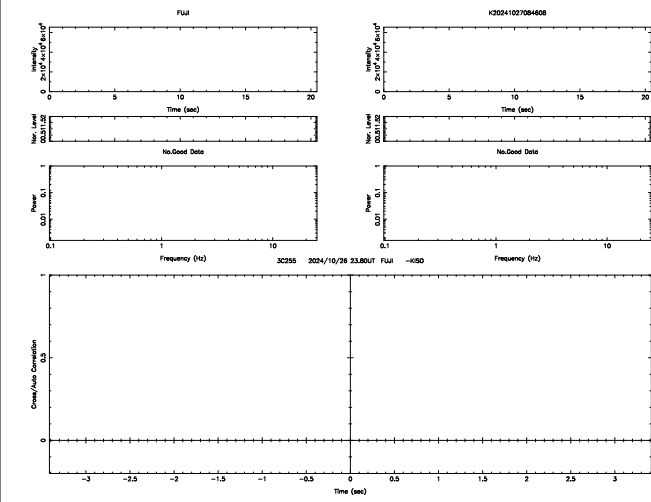 FUJI
K20241027084608
Intensity
0 2×10⁴ 4×10⁴ 6×10⁴
0 5 10 15 20
Time (sec)
Intensity
0 2×10⁴ 4×10⁴ 6×10⁴
0 5 10 15 20
Time (sec)
Nor. Level
00.511.52
Nor. Level
00.511.52
No.Good Data
No.Good Data
Power
0.01 0.1 1
0.1 1 10
Frequency (Hz)
Power
0.01 0.1 1
0.1 1 10
Frequency (Hz)
3C255 2024/10/26 23.80UT FUJI -KISO
Cross/Auto Correlation
0 0.5 1
-3 -2.5 -2 -1.5 -1 -0.5 0 0.5 1 1.5 2 2.5 3
Time (sec)